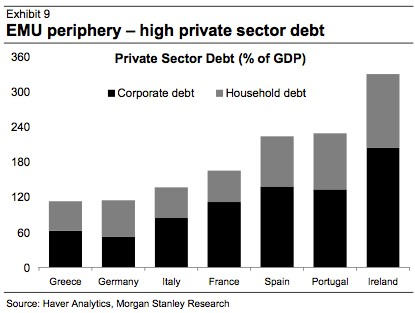 Exhibit 9
EMU periphery – high private sector debt
Private Sector Debt (% of GDP)
Corporate debt
Household debt
360
300
240
180
120
60
0
Greece
Germany
Italy
France
Spain
Portugal
Ireland
Source: Haver Analytics, Morgan Stanley Research